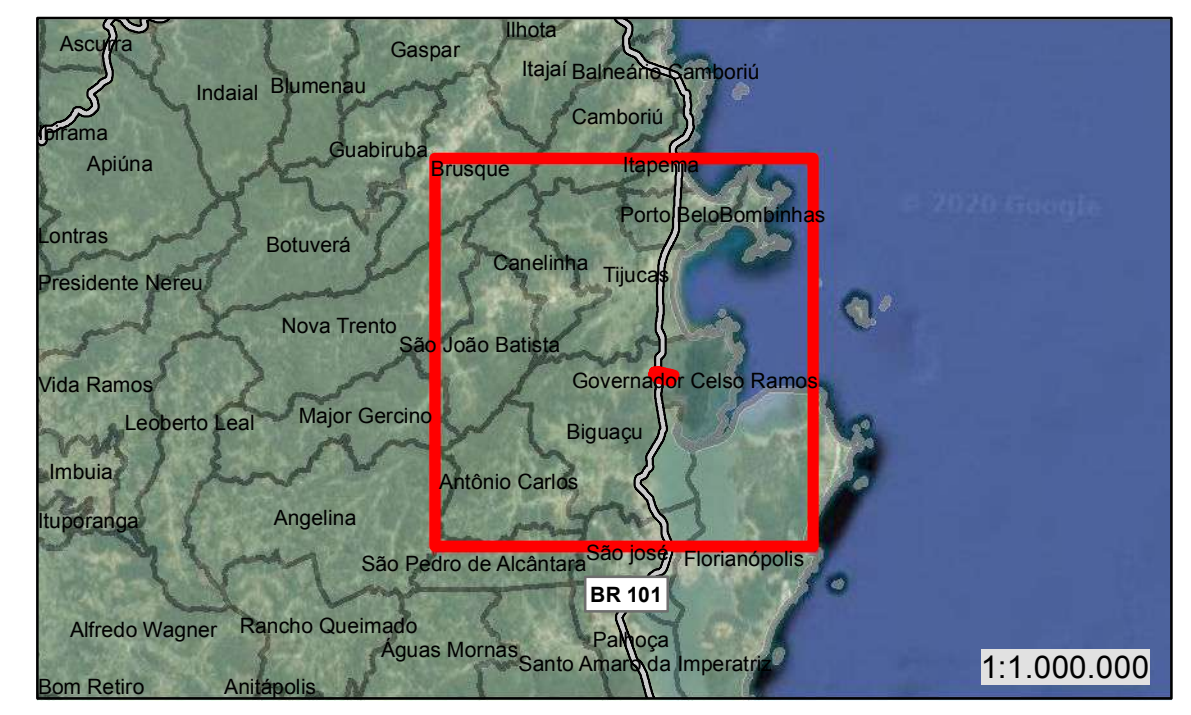 Ilhota
Ascurra
Gaspar
Itajaí
Balneário Camboriú
Indaial
Blumenau
Camboriú
Ibirama
Guabiruba
Apiúna
Brusque
Itapema
© 2020 Google
Porto Belo
Bombinhas
Lontras
Botuverá
Canelinha
Tijucas
Presidente Nereu
Nova Trento
São João Batista
Vidal Ramos
Governador Celso Ramos
Leoberto Leal
Major Gercino
Biguaçu
Imbuia
Antônio Carlos
Ituporanga
Angelina
São josé
Florianópolis
São Pedro de Alcântara
BR 101
Alfredo Wagner
Rancho Queimado
Palhoça
Águas Mornas
Santo Amaro da Imperatriz
1:1.000.000
Bom Retiro
Anitápolis